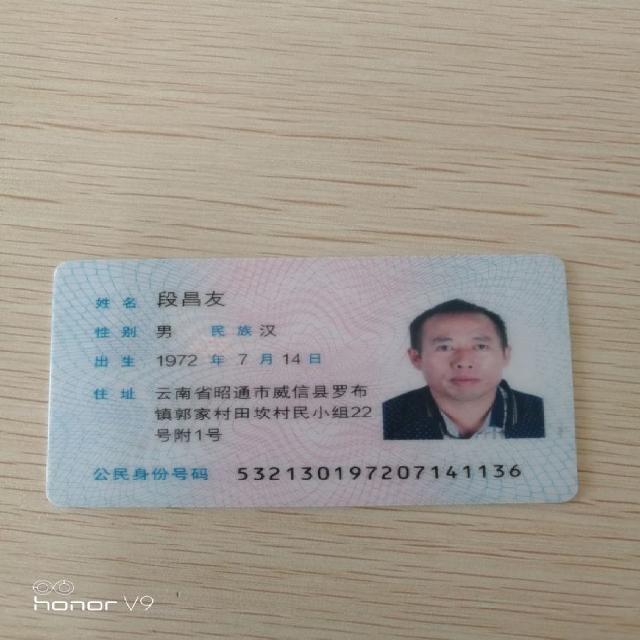 姓名 段昌友
性别 男 民族 汉
出生 1972 年 7 月 14 日
住址 云南省昭通市威信县罗布
镇郭家村田坎村民小组22
号附1号
公民身份号码 532130197207141136
honor V9